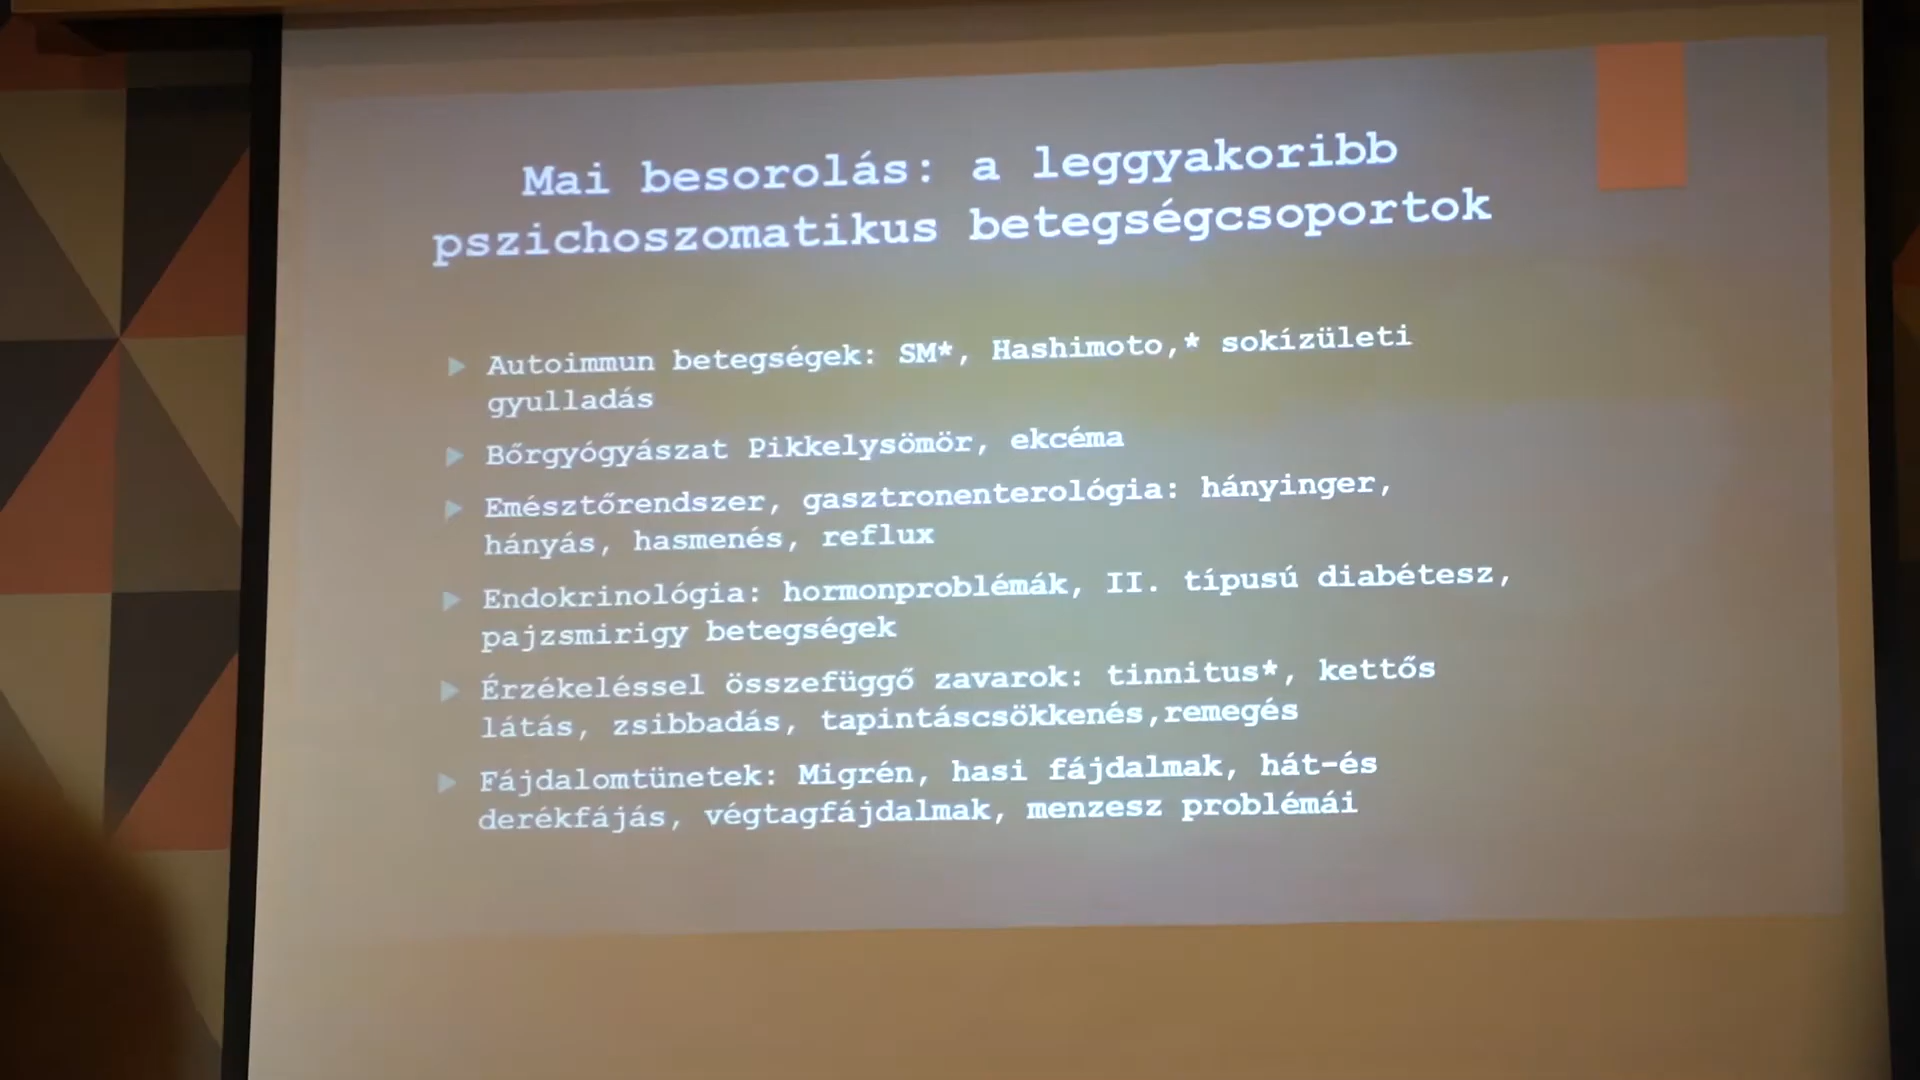 Mai besorolás: a leggyakoribb
pszichoszomatikus betegségcsoportok
Autoimmun betegségek: SM*, Hashimoto,* sokízületi
gyulladás
Bőrgyógyászat Pikkelysömör, ekcéma
Emésztőrendszer, gasztronenterológia: hányinger,
hányás, hasmenés, reflux
Endokrinológia: hormonproblémák, II. típusú diabétesz,
pajzsmirigy betegségek
Érzékeléssel összefüggő zavarok: tinnitus*, kettős
látás, zsibbadás, tapintáscsökkenés,remegés
Fájdalomtünetek: Migrén, hasi fájdalmak, hát-és
derékfájás, végtagfájdalmak, menzesz problémái